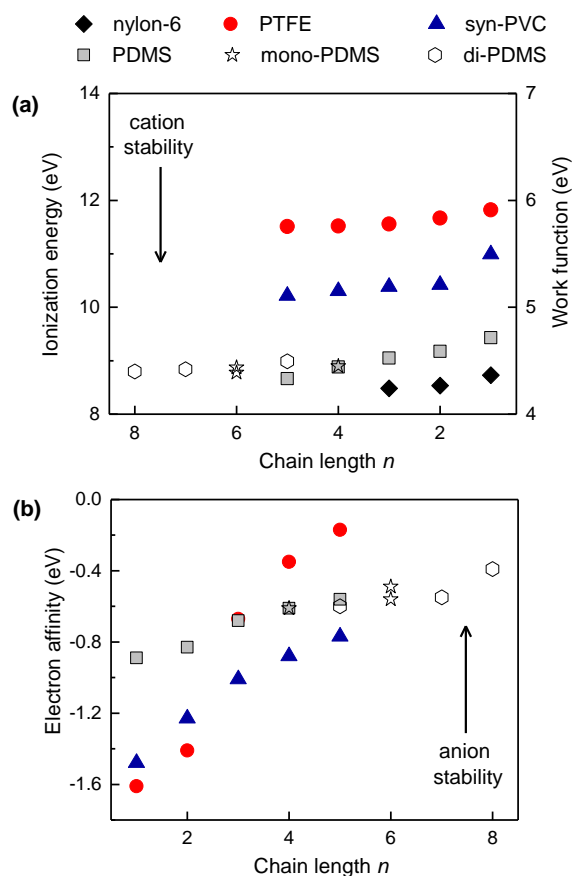 nylon-6 PTFE syn-PVC
PDMS mono-PDMS di-PDMS
(a)
14 7
cation
stability
12 6
Ionization energy (eV)
Work function (eV)
10 5
8 4
8 6 4 2
Chain length n
(b)
0.0
-0.4
Electron affinity (eV)
-0.8
-1.2
anion
stability
-1.6
2 4 6 8
Chain length n